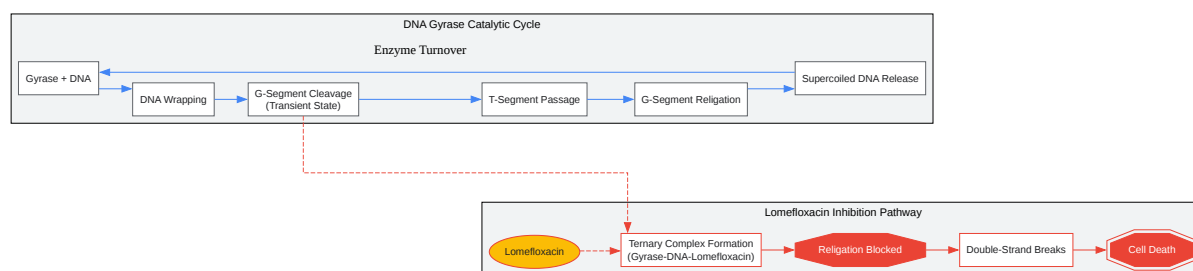 DNA Gyrase Catalytic Cycle
Enzyme Turnover
Gyrase + DNA
DNA Wrapping
G-Segment Cleavage
(Transient State)
T-Segment Passage
G-Segment Religation
Supercoiled DNA Release
Lomefloxacin Inhibition Pathway
Lomefloxacin
Ternary Complex Formation
(Gyrase-DNA-Lomefloxacin)
Religation Blocked
Double-Strand Breaks
Cell Death